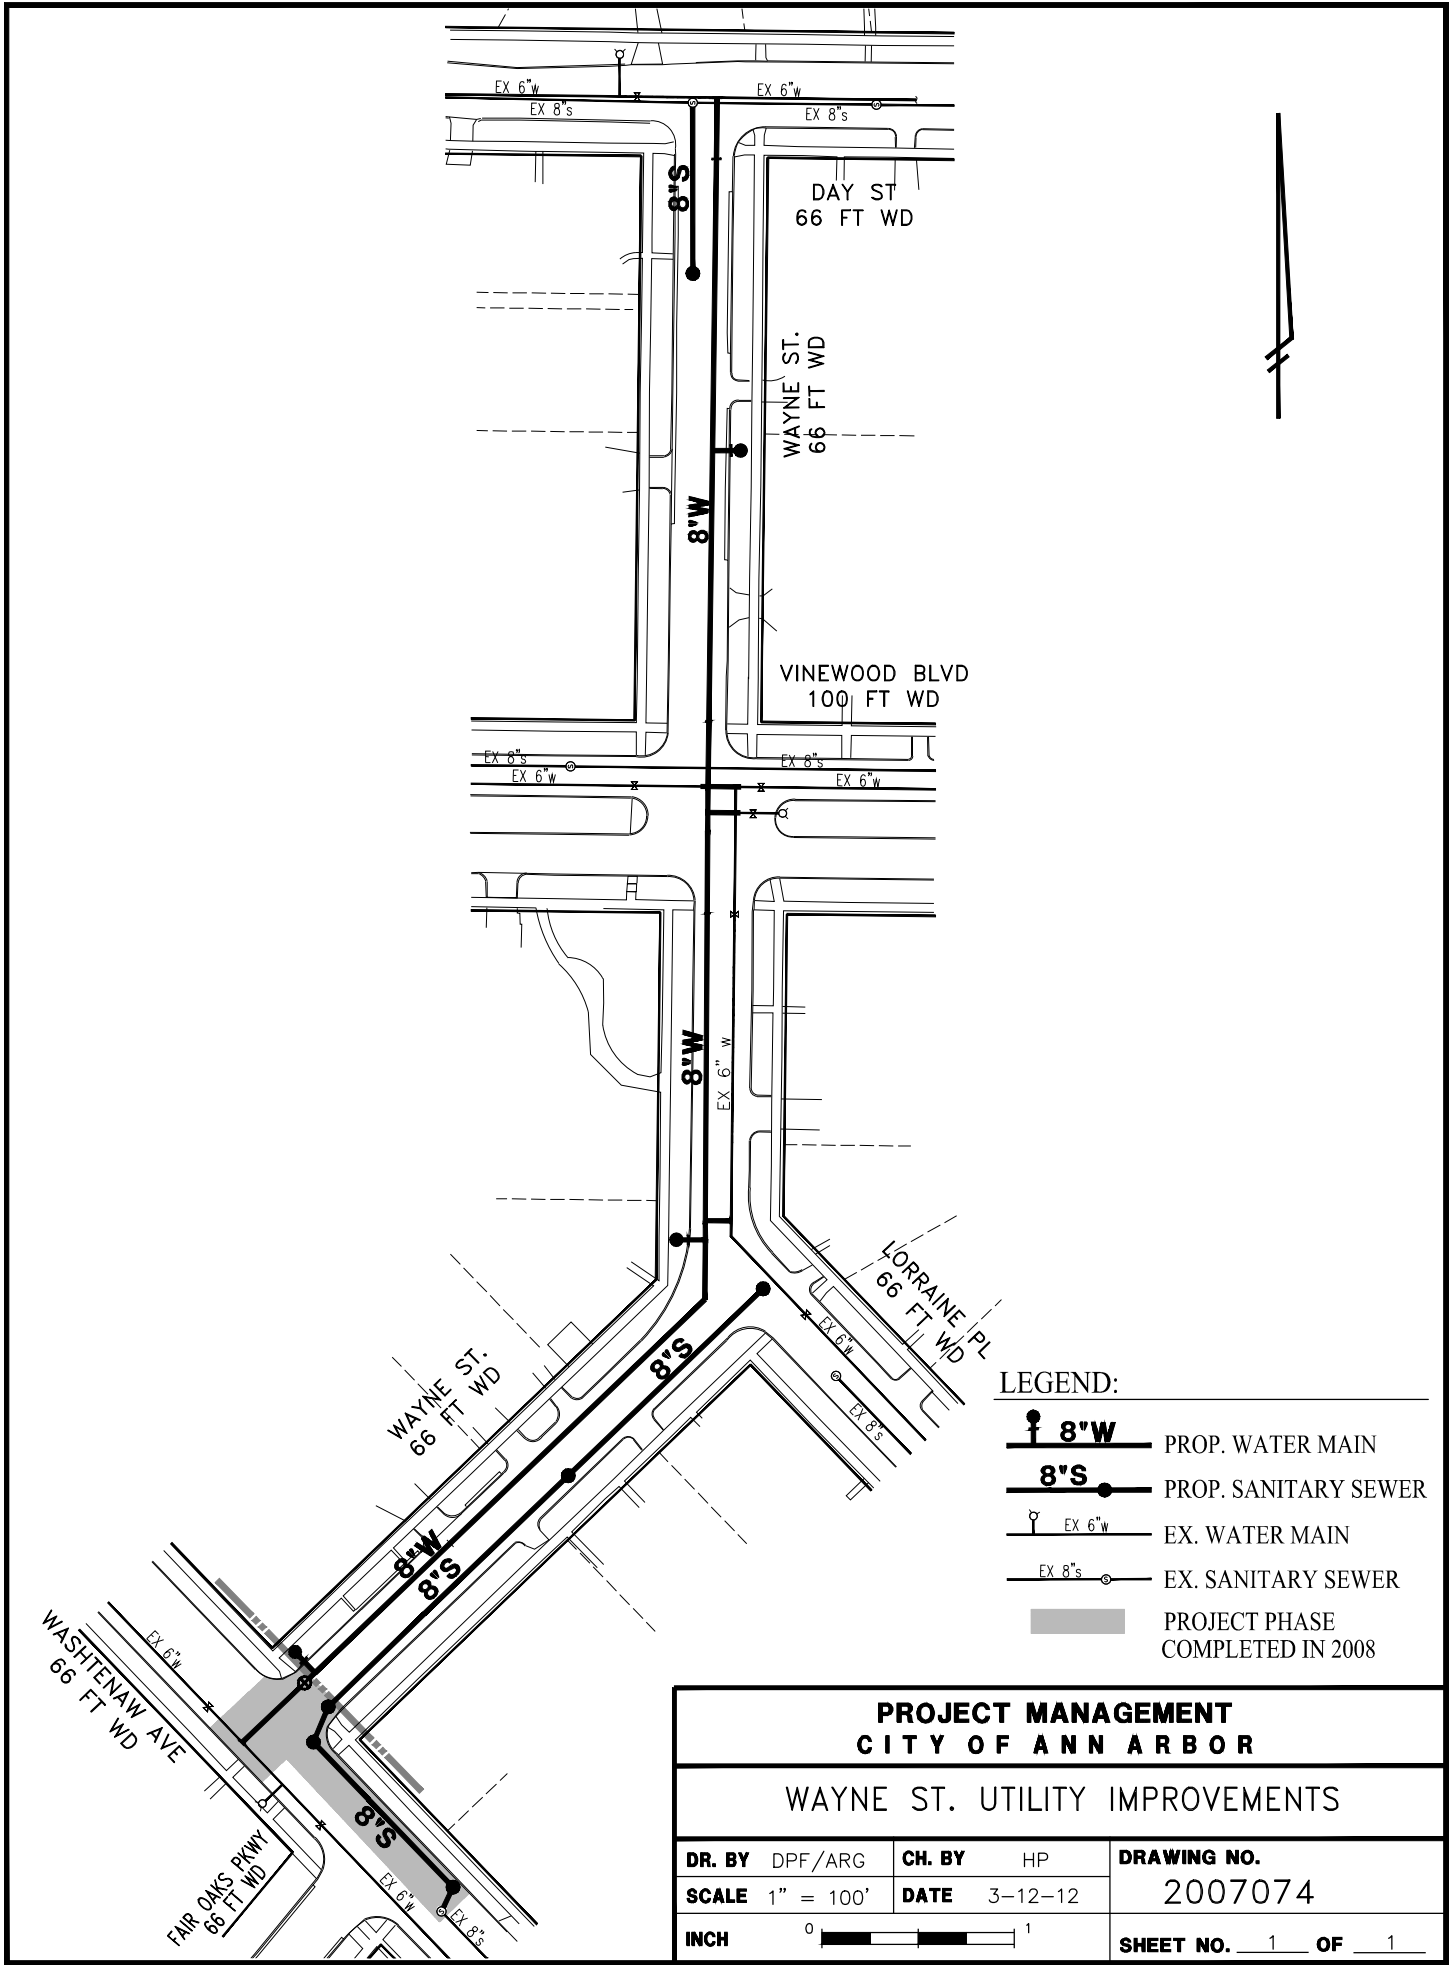 EX 6"W
EX 6"W
EX 8"s
EX 8"s
8"S
DAY ST
66 FT WD
WAYNE ST.
66 FT WD
8"W
VINEWOOD BLVD
100 FT WD
EX 8"s
EX 8"s
EX 6"W
EX 6"W
8"W
EX 6" W
LORRAINE PL
66 FT WD
EX 6"W
8"S
EX 8"s
WAYNE ST.
66 FT WD
8"W
8"S
LEGEND:
8"W PROP. WATER MAIN
8"S PROP. SANITARY SEWER
EX 6"W EX. WATER MAIN
EX 8"s S EX. SANITARY SEWER
PROJECT PHASE
COMPLETED IN 2008
WASHTENAW AVE
66 FT WD
EX 6"W
8"S
EX 6"W
EX 8"s
FAIR OAKS PKWY
66 FT WD
PROJECT MANAGEMENT
CITY OF ANN ARBOR
WAYNE ST. UTILITY IMPROVEMENTS
DR. BY DPF/ARG CH. BY HP DRAWING NO.
2007074
SCALE 1" = 100' DATE 3-12-12
INCH 0 1
SHEET NO. 1 OF 1